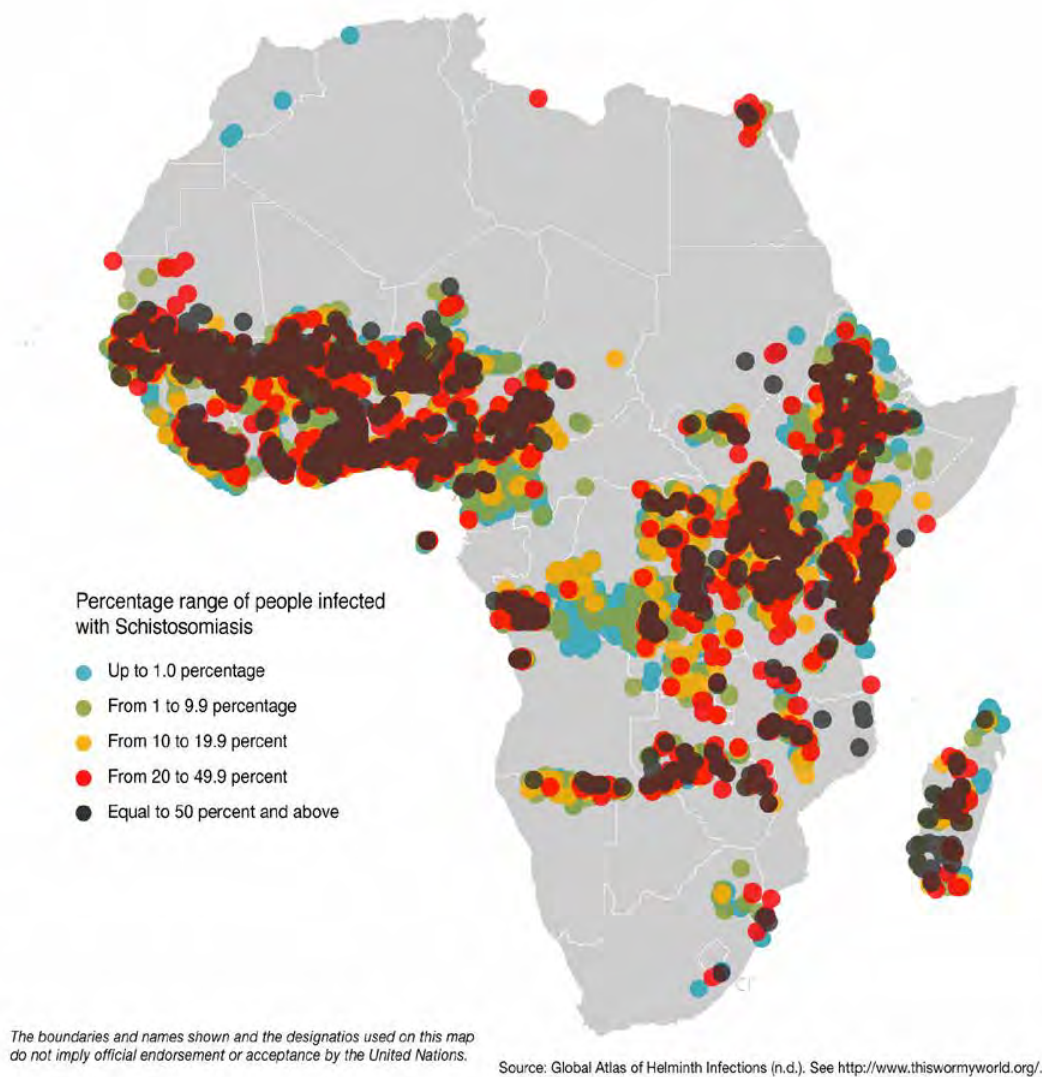 Percentage range of people infected
with Schistosomiasis
Up to 1.0 percentage
From 1 to 9.9 percentage
From 10 to 19.9 percent
From 20 to 49.9 percent
Equal to 50 percent and above
The boundaries and names shown and the designatios used on this map
do not imply official endorsement or acceptance by the United Nations.
Source: Global Atlas of Helminth Infections (n.d.). See http://www.thiswormyworld.org/.